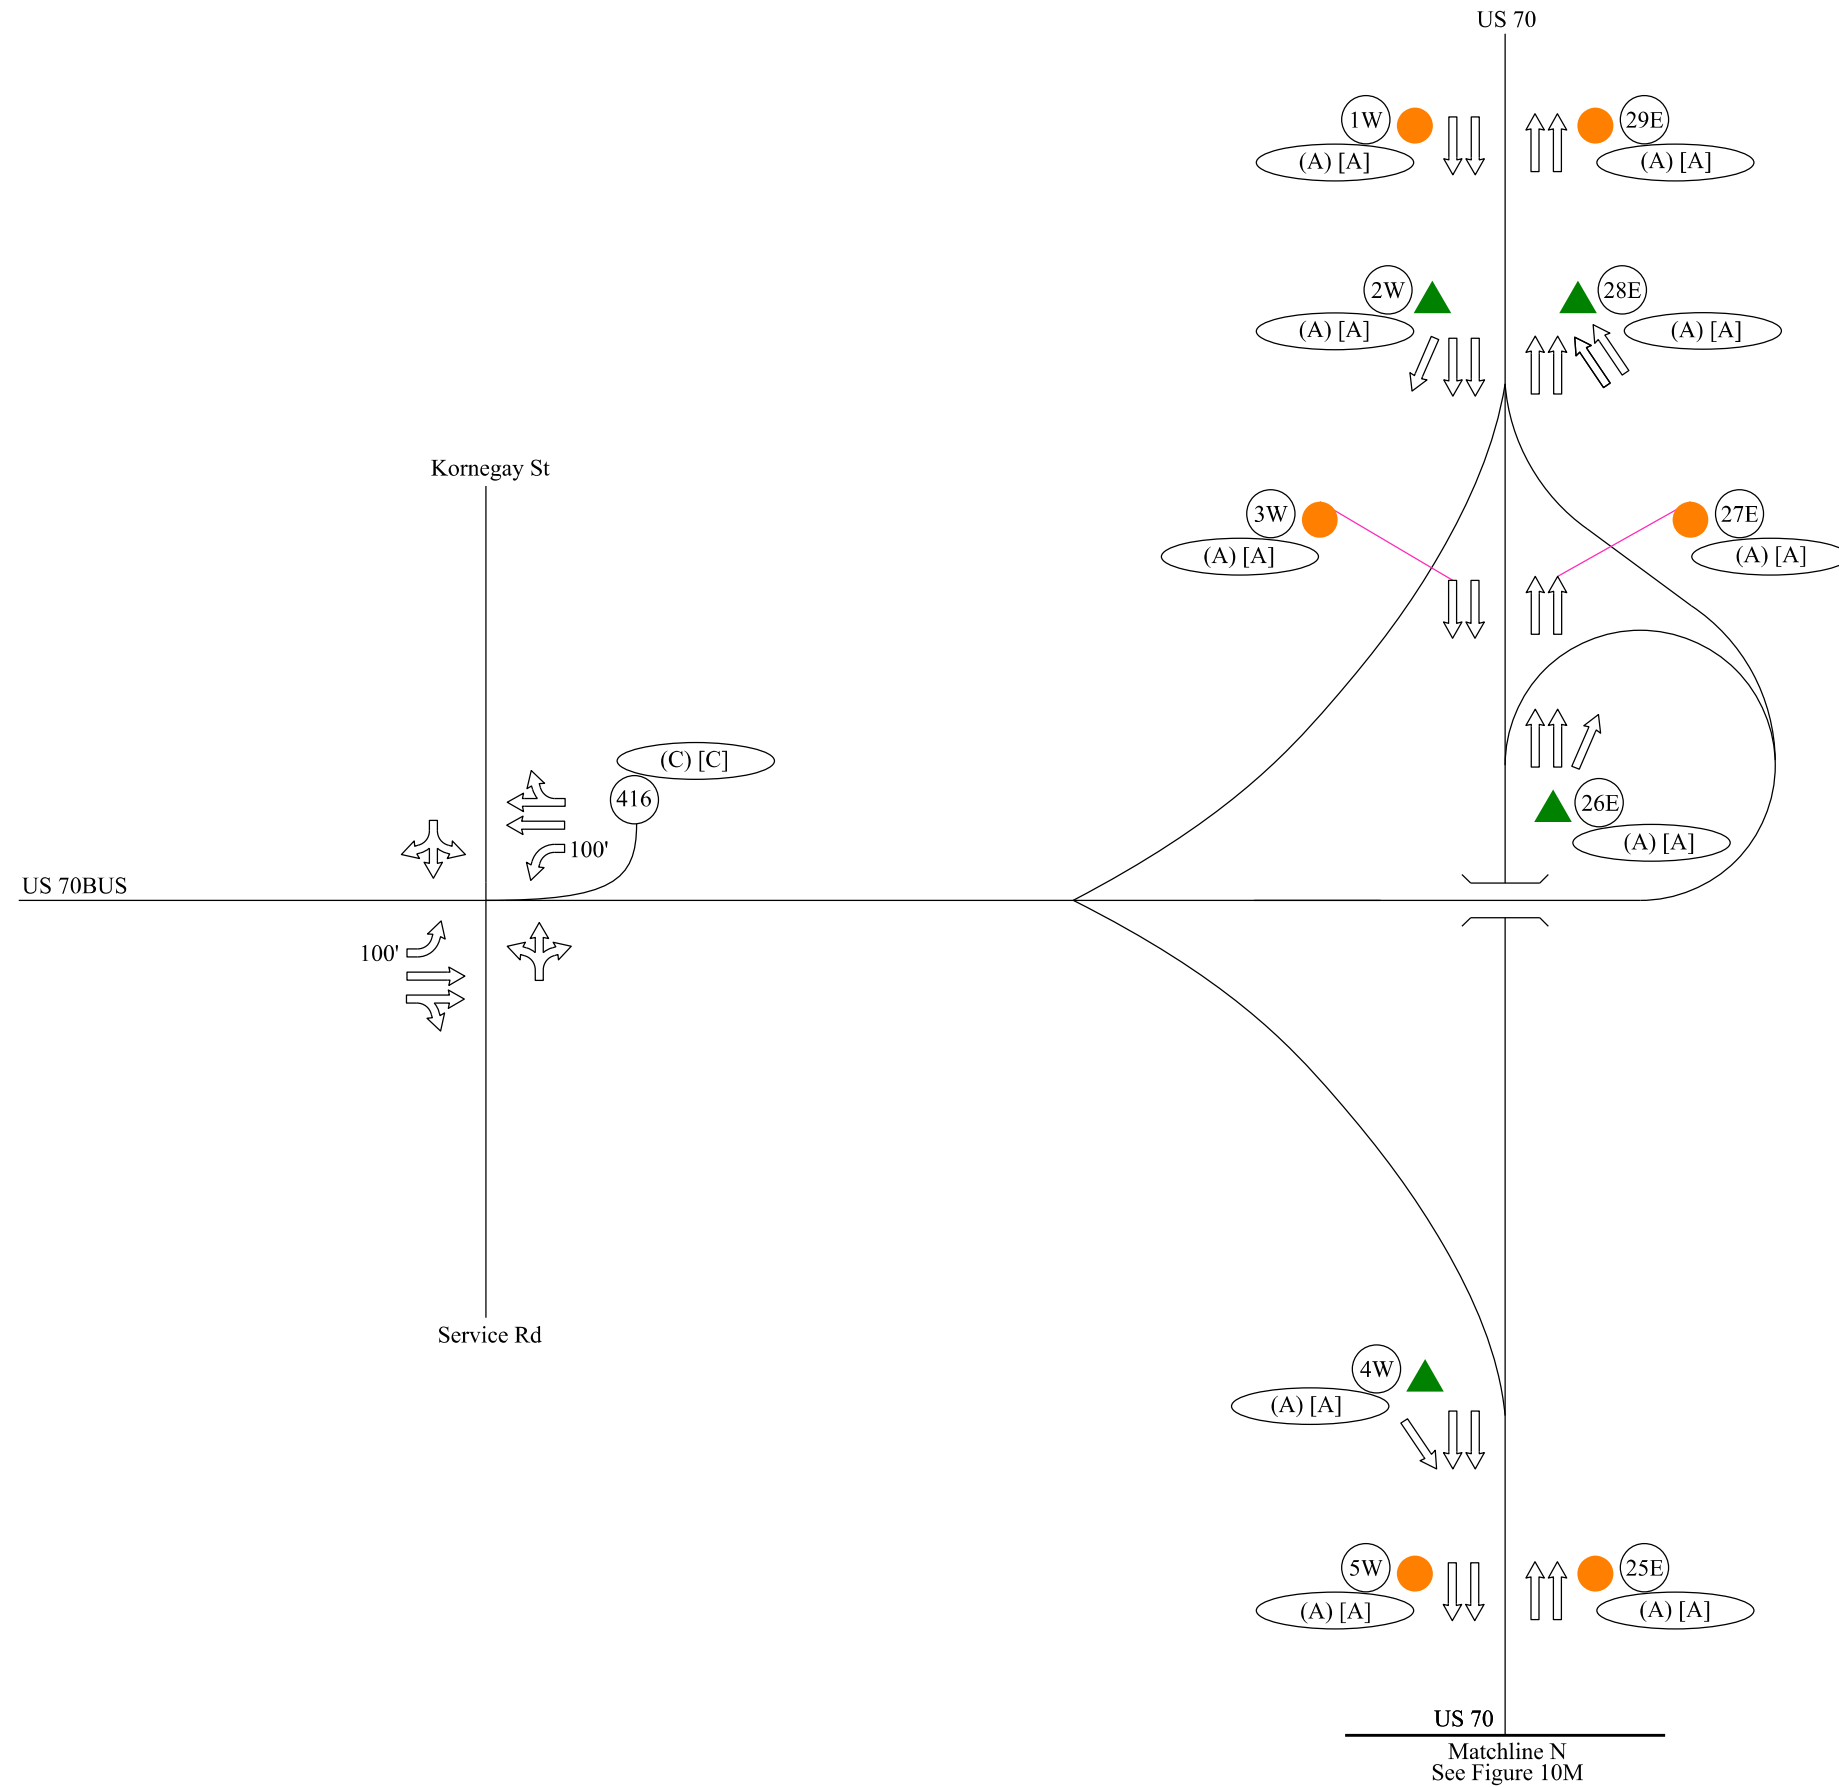 US 70
1W
29E
(A) [A]
(A) [A]
2W
28E
(A) [A]
(A) [A]
Kornegay St
3W
27E
(A) [A]
(A) [A]
(C) [C]
416
26E
100'
(A) [A]
US 70BUS
100'
Service Rd
4W
(A) [A]
5W
25E
(A) [A]
(A) [A]
US 70
Matchline N
See Figure 10M